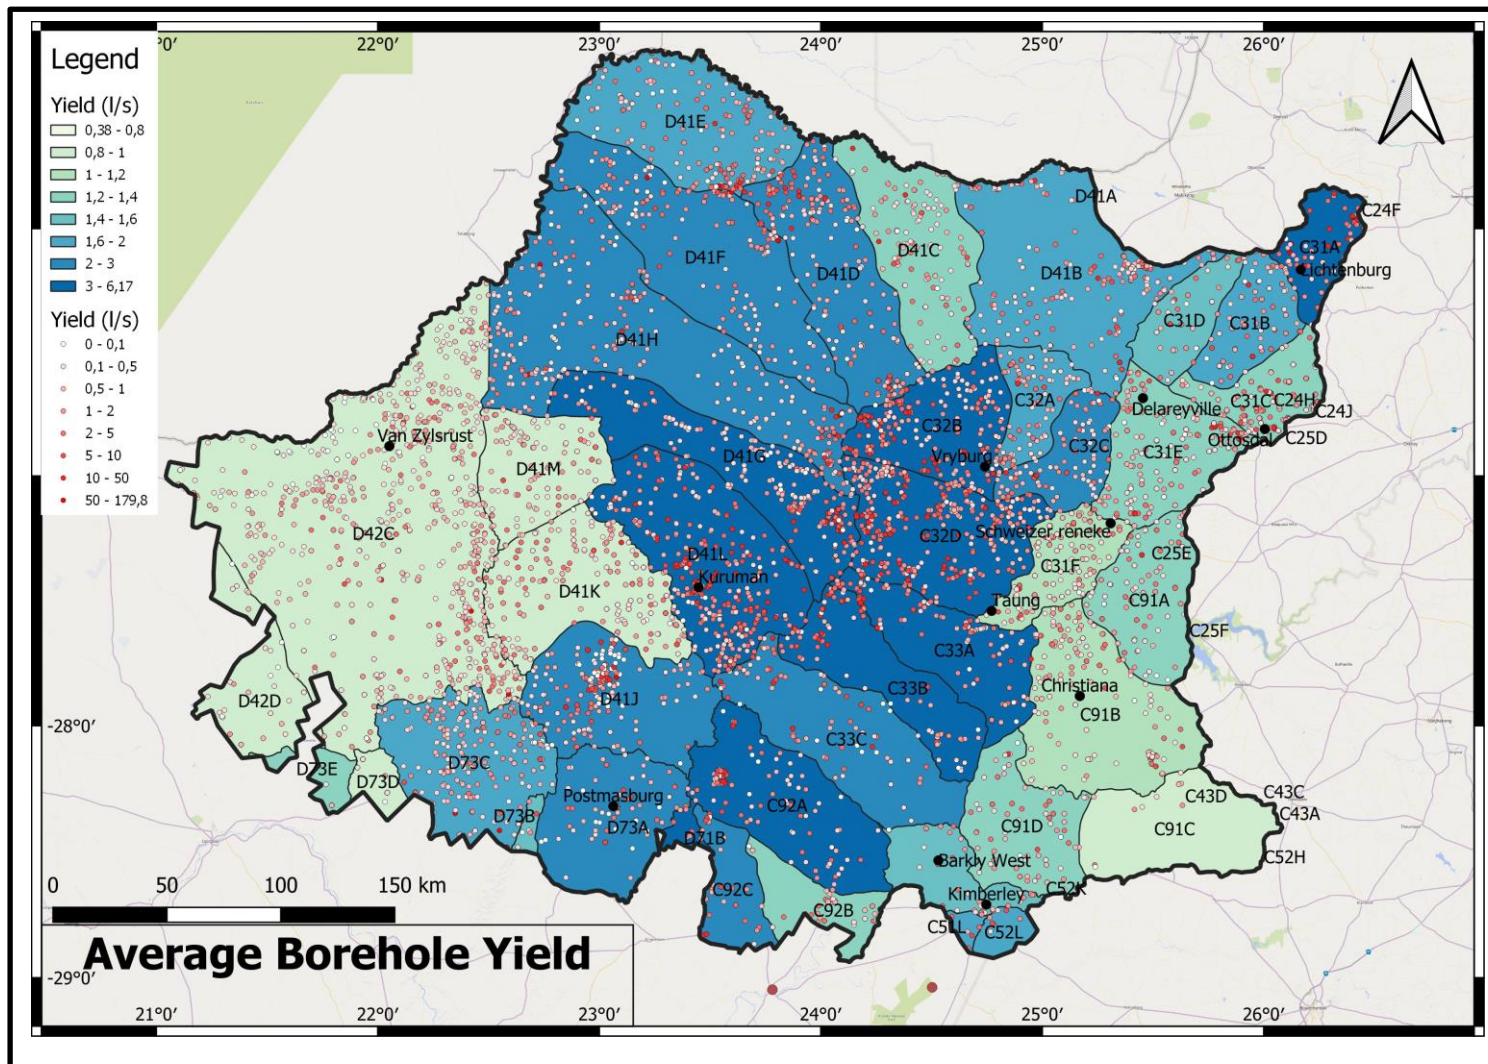 22°0'
23°0'
24°0'
25°0'
26°0'
Legend
Yield (l/s)
0,38 - 0,8
0,8 - 1
1 - 1,2
1,2 - 1,4
1,4 - 1,6
1,6 - 2
2 - 3
3 - 6,17
Yield (l/s)
0 - 0,1
0,1 - 0,5
0,5 - 1
1 - 2
2 - 5
5 - 10
10 - 50
50 - 179,8
D41E
D41A
C24F
D41C
C31A
D41F
D41D
D41B
Lichtenburg
C31D
C31B
D41H
C32A
C31C
C24H
Delareyville
C24J
C32B
Van Zylsrust
Ottosdal
C25D
C32C
C31E
D41G
Vryburg
D41M
D42C
C32D
Schweizer reneke
D41L
C25E
C31F
Kuruman
D41K
Taung
C91A
C25F
C33A
Christiana
C33B
D41J
D42D
C91B
C33C
D73C
D73E
D73D
C43D
C43C
Postmasburg
C92A
C43A
D73B
D73A
C91D
C91C
D71B
C52H
Barkly West
C92C
Kimberley
C52K
C92B
C51L
C52L
-28°0'
-29°0'
0 50 100 150 km
Average Borehole Yield
21°0'
22°0'
23°0'
24°0'
25°0'
26°0'